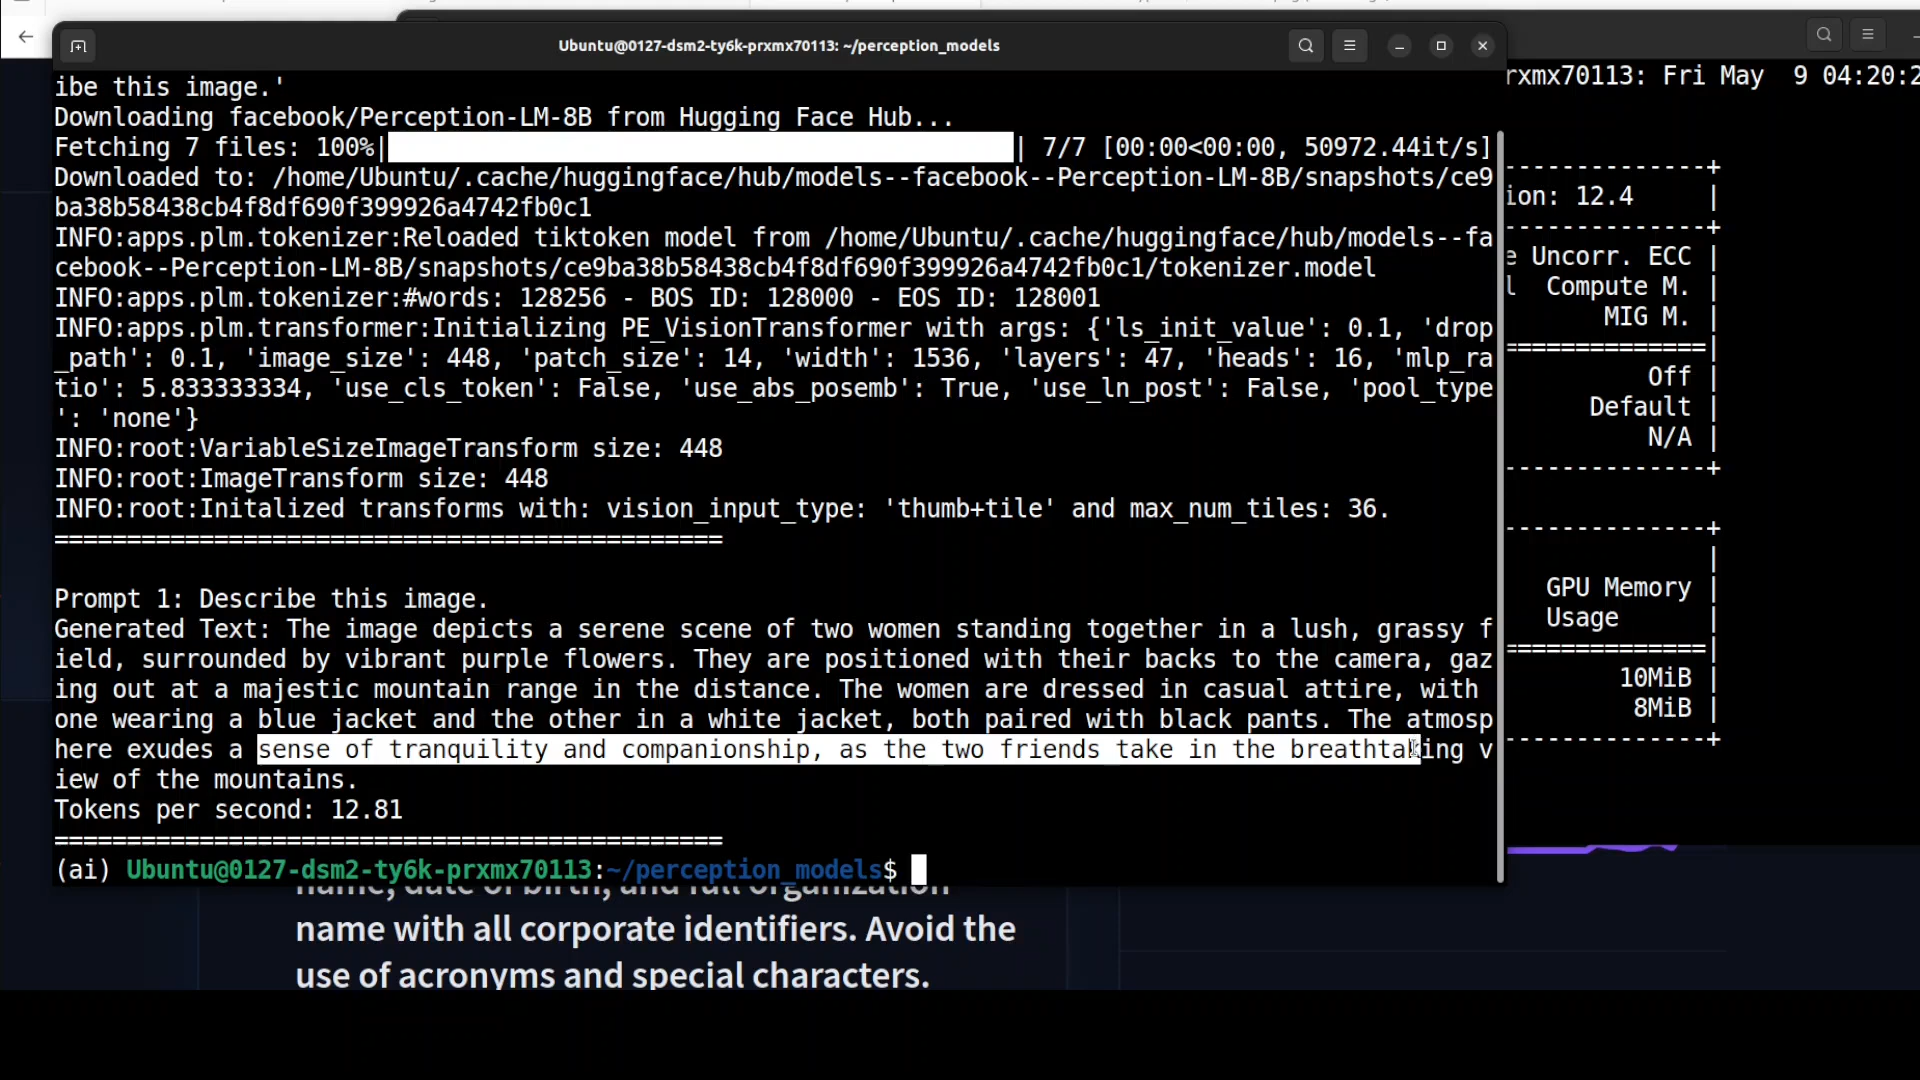 Ubuntu@0127-dsm2-ty6k-prxmx70113: ~/perception_models
ibe this image.'
Downloading facebook/Perception-LM-8B from Hugging Face Hub...
Fetching 7 files: 100%| | 7/7 [00:00<00:00, 50972.44it/s]
Downloaded to: /home/Ubuntu/.cache/huggingface/hub/models--facebook--Perception-LM-8B/snapshots/ce9
ba38b58438cb4f8df690f399926a4742fb0c1
INFO:apps.plm.tokenizer:Reloaded tiktoken model from /home/Ubuntu/.cache/huggingface/hub/models--fa
cebook--Perception-LM-8B/snapshots/ce9ba38b58438cb4f8df690f399926a4742fb0c1/tokenizer.model
INFO:apps.plm.tokenizer:#words: 128256 - BOS ID: 128000 - EOS ID: 128001
INFO:apps.plm.transformer:Initializing PE_VisionTransformer with args: {'ls_init_value': 0.1, 'drop
_path': 0.1, 'image_size': 448, 'patch_size': 14, 'width': 1536, 'layers': 47, 'heads': 16, 'mlp_ra
tio': 5.833333334, 'use_cls_token': False, 'use_abs_posemb': True, 'use_ln_post': False, 'pool_type
': 'none'}
INFO:root:VariableSizeImageTransform size: 448
INFO:root:ImageTransform size: 448
INFO:root:Initalized transforms with: vision_input_type: 'thumb+tile' and max_num_tiles: 36.
==============================================
Prompt 1: Describe this image.
Generated Text: The image depicts a serene scene of two women standing together in a lush, grassy f
ield, surrounded by vibrant purple flowers. They are positioned with their backs to the camera, gaz
ing out at a majestic mountain range in the distance. The women are dressed in casual attire, with
one wearing a blue jacket and the other in a white jacket, both paired with black pants. The atmosp
here exudes a sense of tranquility and companionship, as the two friends take in the breathtaking v
iew of the mountains.
Tokens per second: 12.81
==============================================
(ai) Ubuntu@0127-dsm2-ty6k-prxmx70113:~/perception_models$
rxmx70113: Fri May  9 04:20:2
---------------+
ion: 12.4 |
---------------+
e Uncorr. ECC |
l Compute M. |
MIG M. |
==============|
Off |
Default |
N/A |
---------------+
---------------+
|
GPU Memory |
Usage |
==============|
10MiB |
8MiB |
---------------+
name, date of birth, and full organization
name with all corporate identifiers. Avoid the
use of acronyms and special characters.